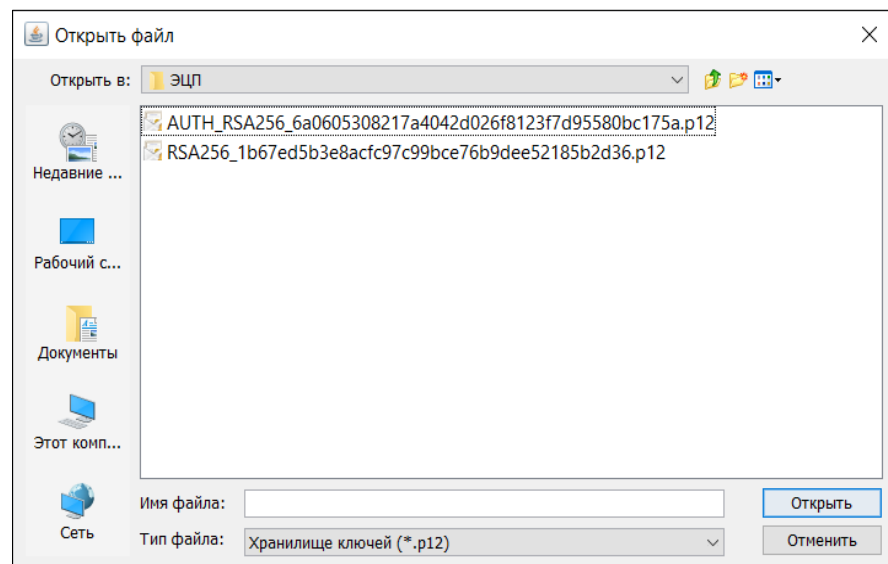 Открыть файл
Открыть в: ЭЦП
AUTH_RSA256_6a0605308217a4042d026f8123f7d95580bc175a.p12
RSA256_1b67ed5b3e8acfc97c99bce76b9dee52185b2d36.p12
Недавние ...
Рабочий с...
Документы
Этот комп...
Сеть
Имя файла:
Открыть
Тип файла: Хранилище ключей (*.p12)
Отменить